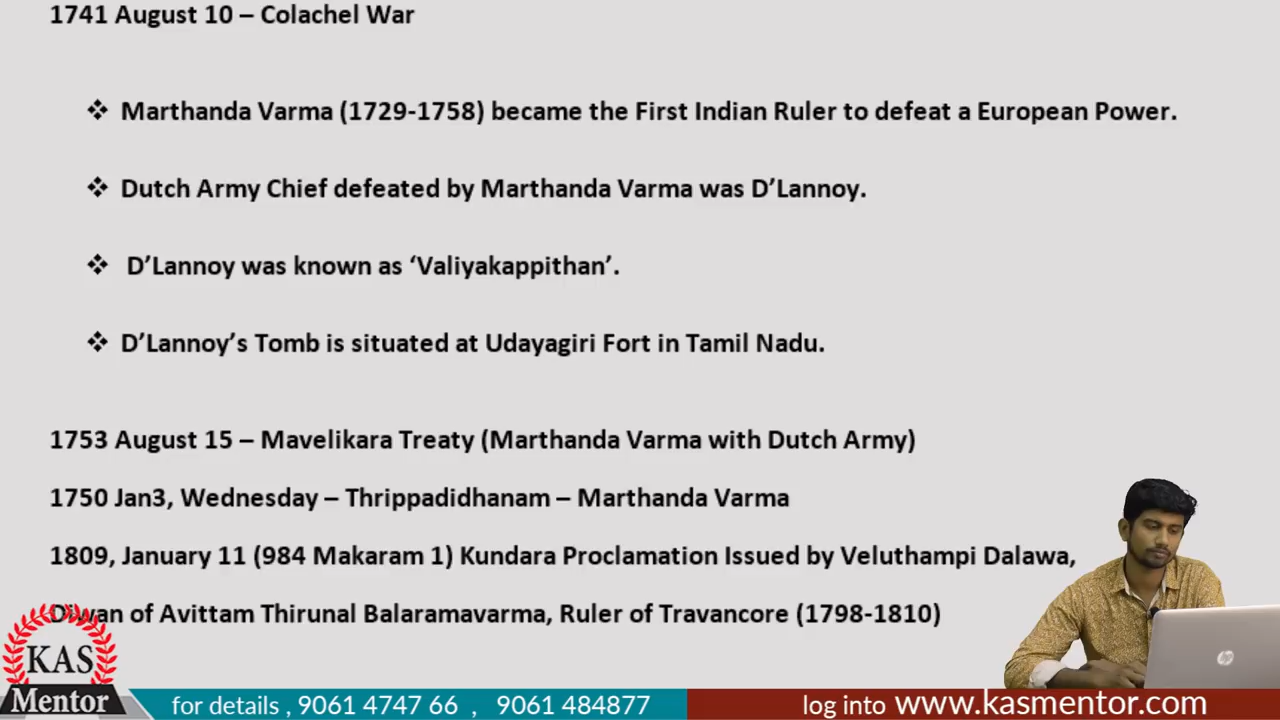 1741 August 10 – Colachel War
❖ Marthanda Varma (1729-1758) became the First Indian Ruler to defeat a European Power.
❖ Dutch Army Chief defeated by Marthanda Varma was D’Lannoy.
❖ D’Lannoy was known as ‘Valiyakappithan’.
❖ D’Lannoy’s Tomb is situated at Udayagiri Fort in Tamil Nadu.
1753 August 15 – Mavelikara Treaty (Marthanda Varma with Dutch Army)
1750 Jan3, Wednesday – Thrippadidhanam – Marthanda Varma
1809, January 11 (984 Makaram 1) Kundara Proclamation Issued by Veluthampi Dalawa,
Diwan of Avittam Thirunal Balaramavarma, Ruler of Travancore (1798-1810)
KAS
Mentor
for details , 9061 4747 66 , 9061 484877
log into www.kasmentor.com